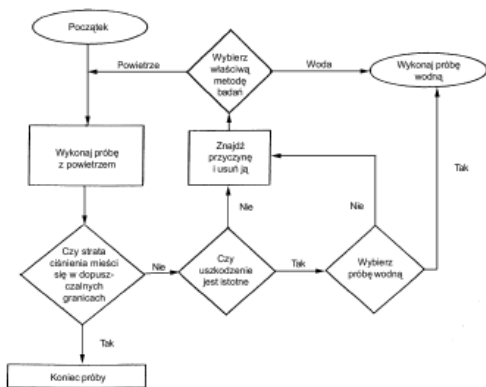 Początek
Wybierz
właściwą
metodę
badań
Powietrze
Woda
Wykonaj próbę
wodną
Wykonaj próbę
z powietrzem
Znajdź
przyczynę
i usuń ją
Tak
Nie
Nie
Czy strata
ciśnienia mieści
się w dopusz-
czalnych
granicach
Nie
Czy
uszkodzenie
jest istotne
Tak
Wybierz
próbę wodną
Tak
Koniec próby